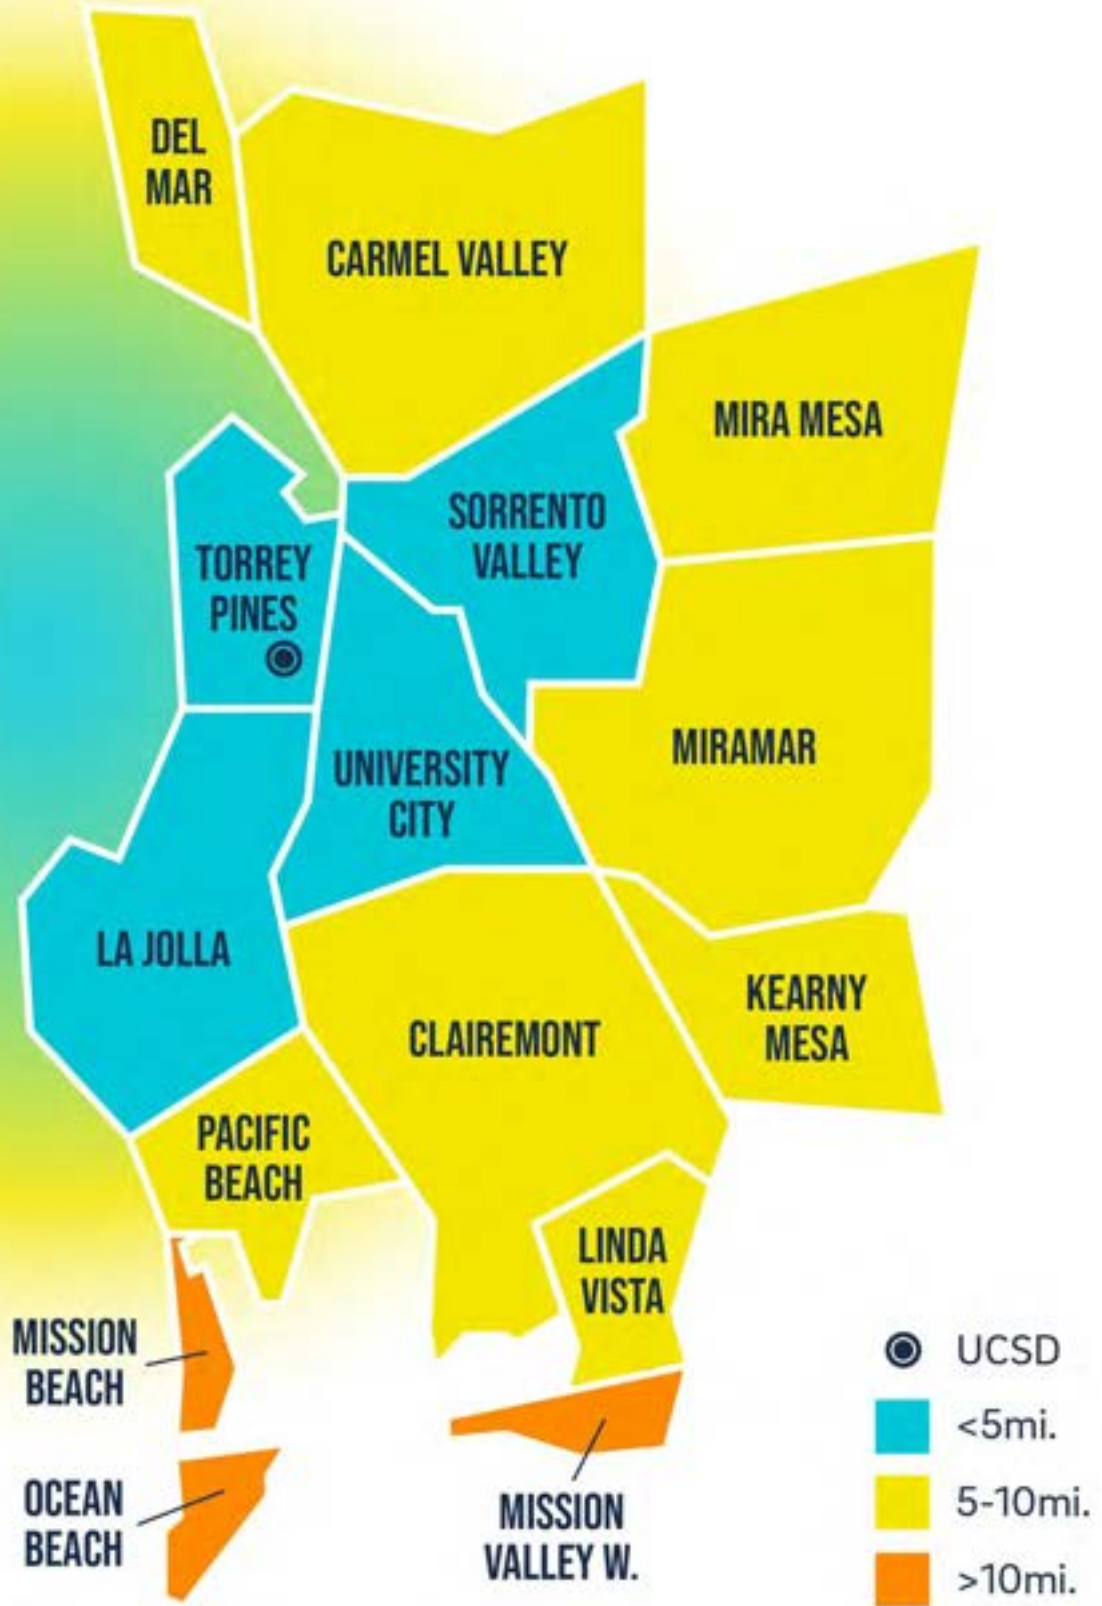 DEL
MAR
CARMEL VALLEY
MIRA MESA
SORRENTO
VALLEY
TORREY
PINES
MIRAMAR
UNIVERSITY
CITY
LA JOLLA
KEARNY
MESA
CLAIREMONT
PACIFIC
BEACH
LINDA
VISTA
MISSION
BEACH
OCEAN
BEACH
MISSION
VALLEY W.
UCSD
<5mi.
5-10mi.
>10mi.